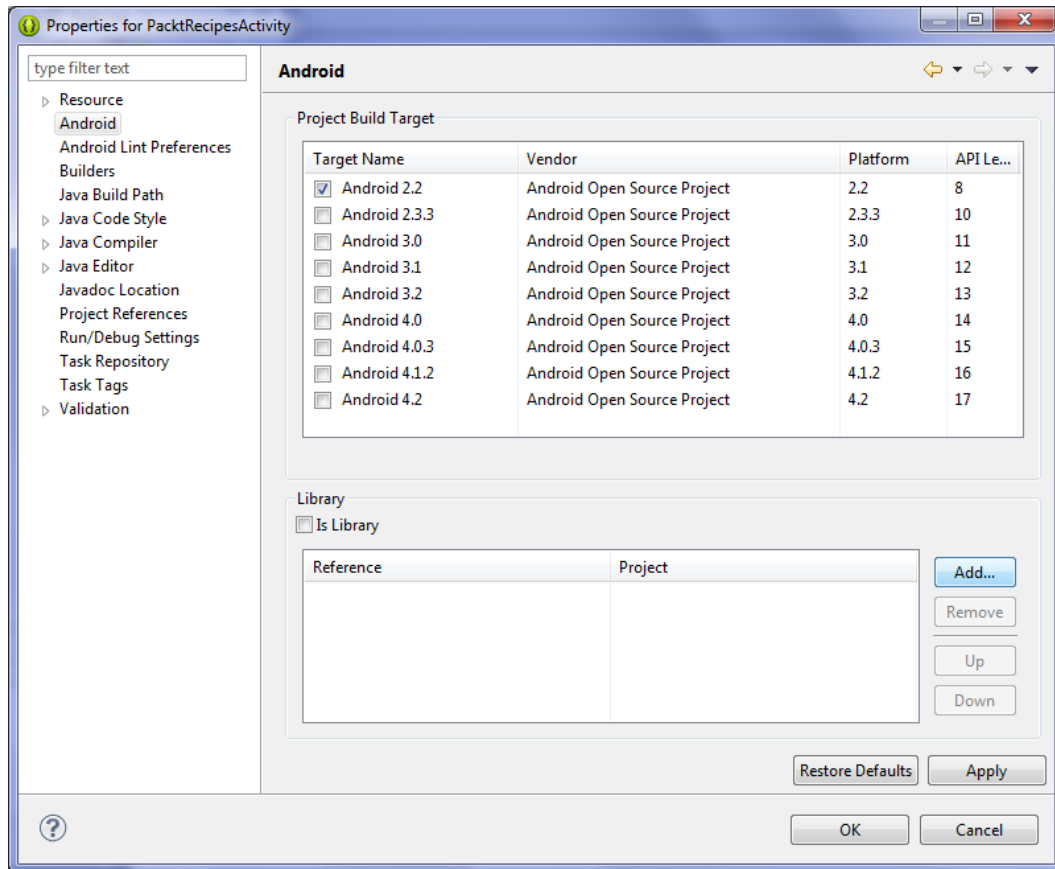 Properties for PacktRecipesActivity
type filter text
Resource
Android
Android Lint Preferences
Builders
Java Build Path
Java Code Style
Java Compiler
Java Editor
Javadoc Location
Project References
Run/Debug Settings
Task Repository
Task Tags
Validation
Android
Project Build Target
Target Name Vendor Platform API Le...
Android 2.2 Android Open Source Project 2.2 8
Android 2.3.3 Android Open Source Project 2.3.3 10
Android 3.0 Android Open Source Project 3.0 11
Android 3.1 Android Open Source Project 3.1 12
Android 3.2 Android Open Source Project 3.2 13
Android 4.0 Android Open Source Project 4.0 14
Android 4.0.3 Android Open Source Project 4.0.3 15
Android 4.1.2 Android Open Source Project 4.1.2 16
Android 4.2 Android Open Source Project 4.2 17
Library
Is Library
Reference Project
Add...
Remove
Up
Down
Restore Defaults Apply
OK Cancel